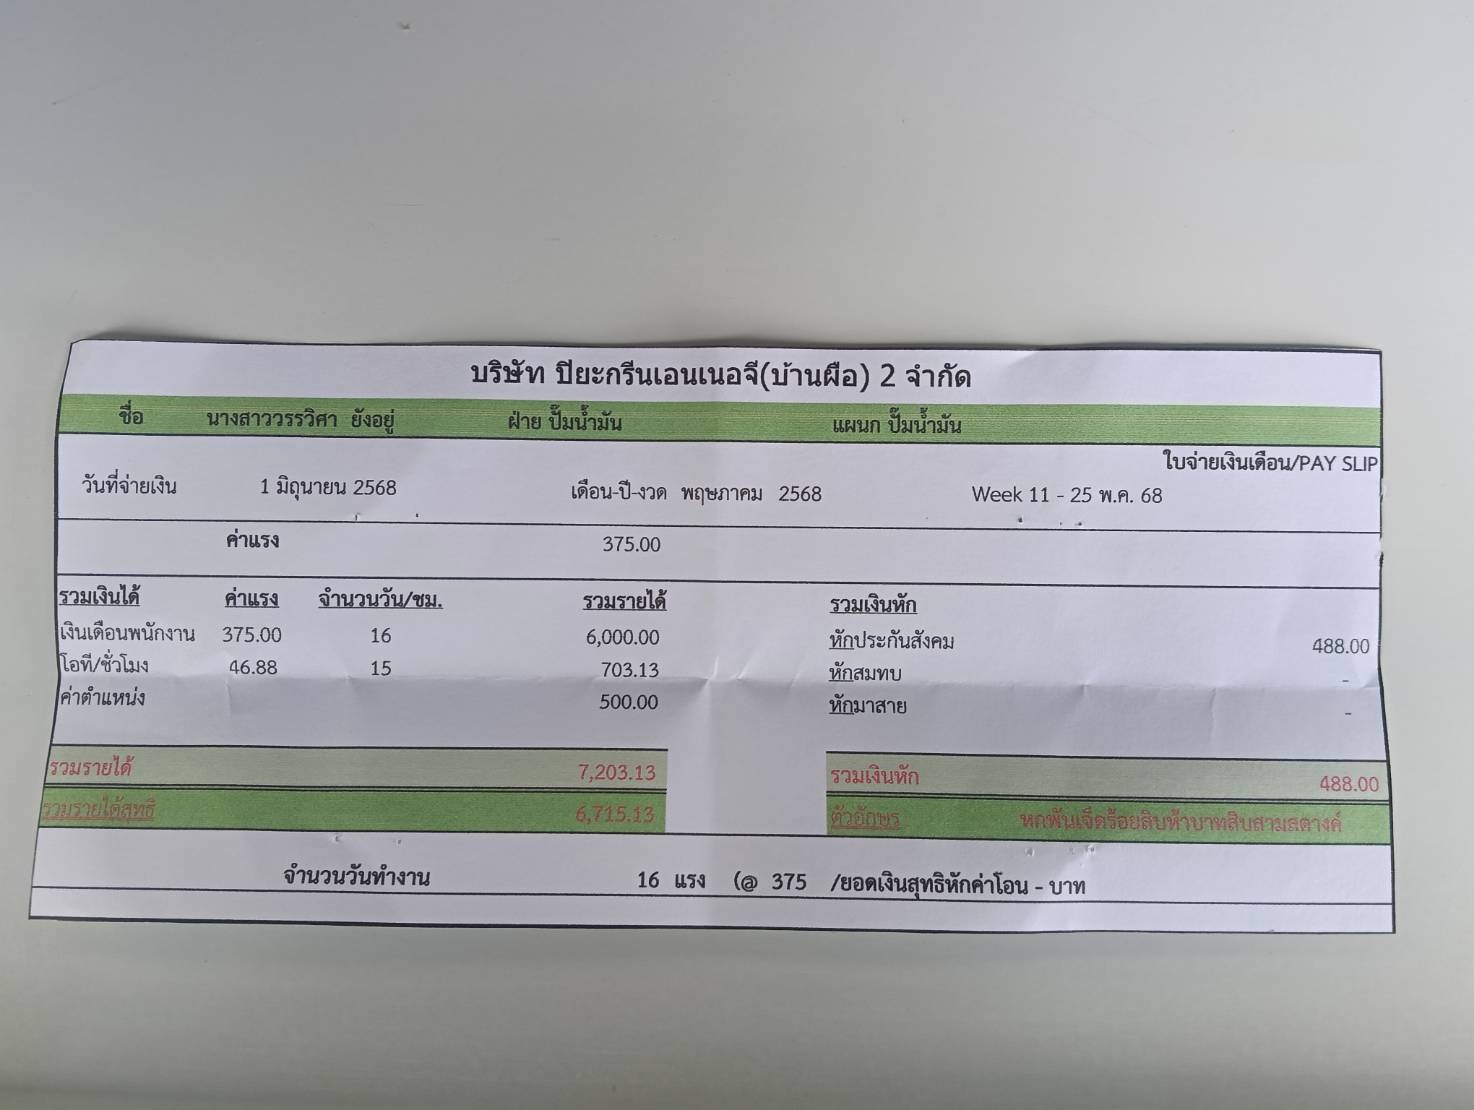 บริษัท ปิยะกรีนเอนเนอจี(บ้านผือ) 2 จำกัด
ชื่อ นางสาววรรวิศา ยังอยู่ ฝ่าย ปั๊มน้ำมัน แผนก ปั๊มน้ำมัน
ใบจ่ายเงินเดือน/PAY SLIP
วันที่จ่ายเงิน 1 มิถุนายน 2568 เดือน-ปี-งวด พฤษภาคม 2568 Week 11 - 25 พ.ค. 68
ค่าแรง 375.00
รวมเงินได้ ค่าแรง จำนวนวัน/ชม. รวมรายได้ รวมเงินหัก
เงินเดือนพนักงาน 375.00 16 6,000.00 หักประกันสังคม 488.00
โอที/ชั่วโมง 46.88 15 703.13 หักสมทบ -
ค่าตำแหน่ง 500.00 หักมาสาย -
รวมรายได้ 7,203.13 รวมเงินหัก 488.00
รวมรายได้สุทธิ 6,715.13 ตัวอักษร หกพันเจ็ดร้อยสิบห้าบาทสิบสามสตางค์
จำนวนวันทำงาน 16 แรง (@ 375 /ยอดเงินสุทธิหักค่าโอน - บาท